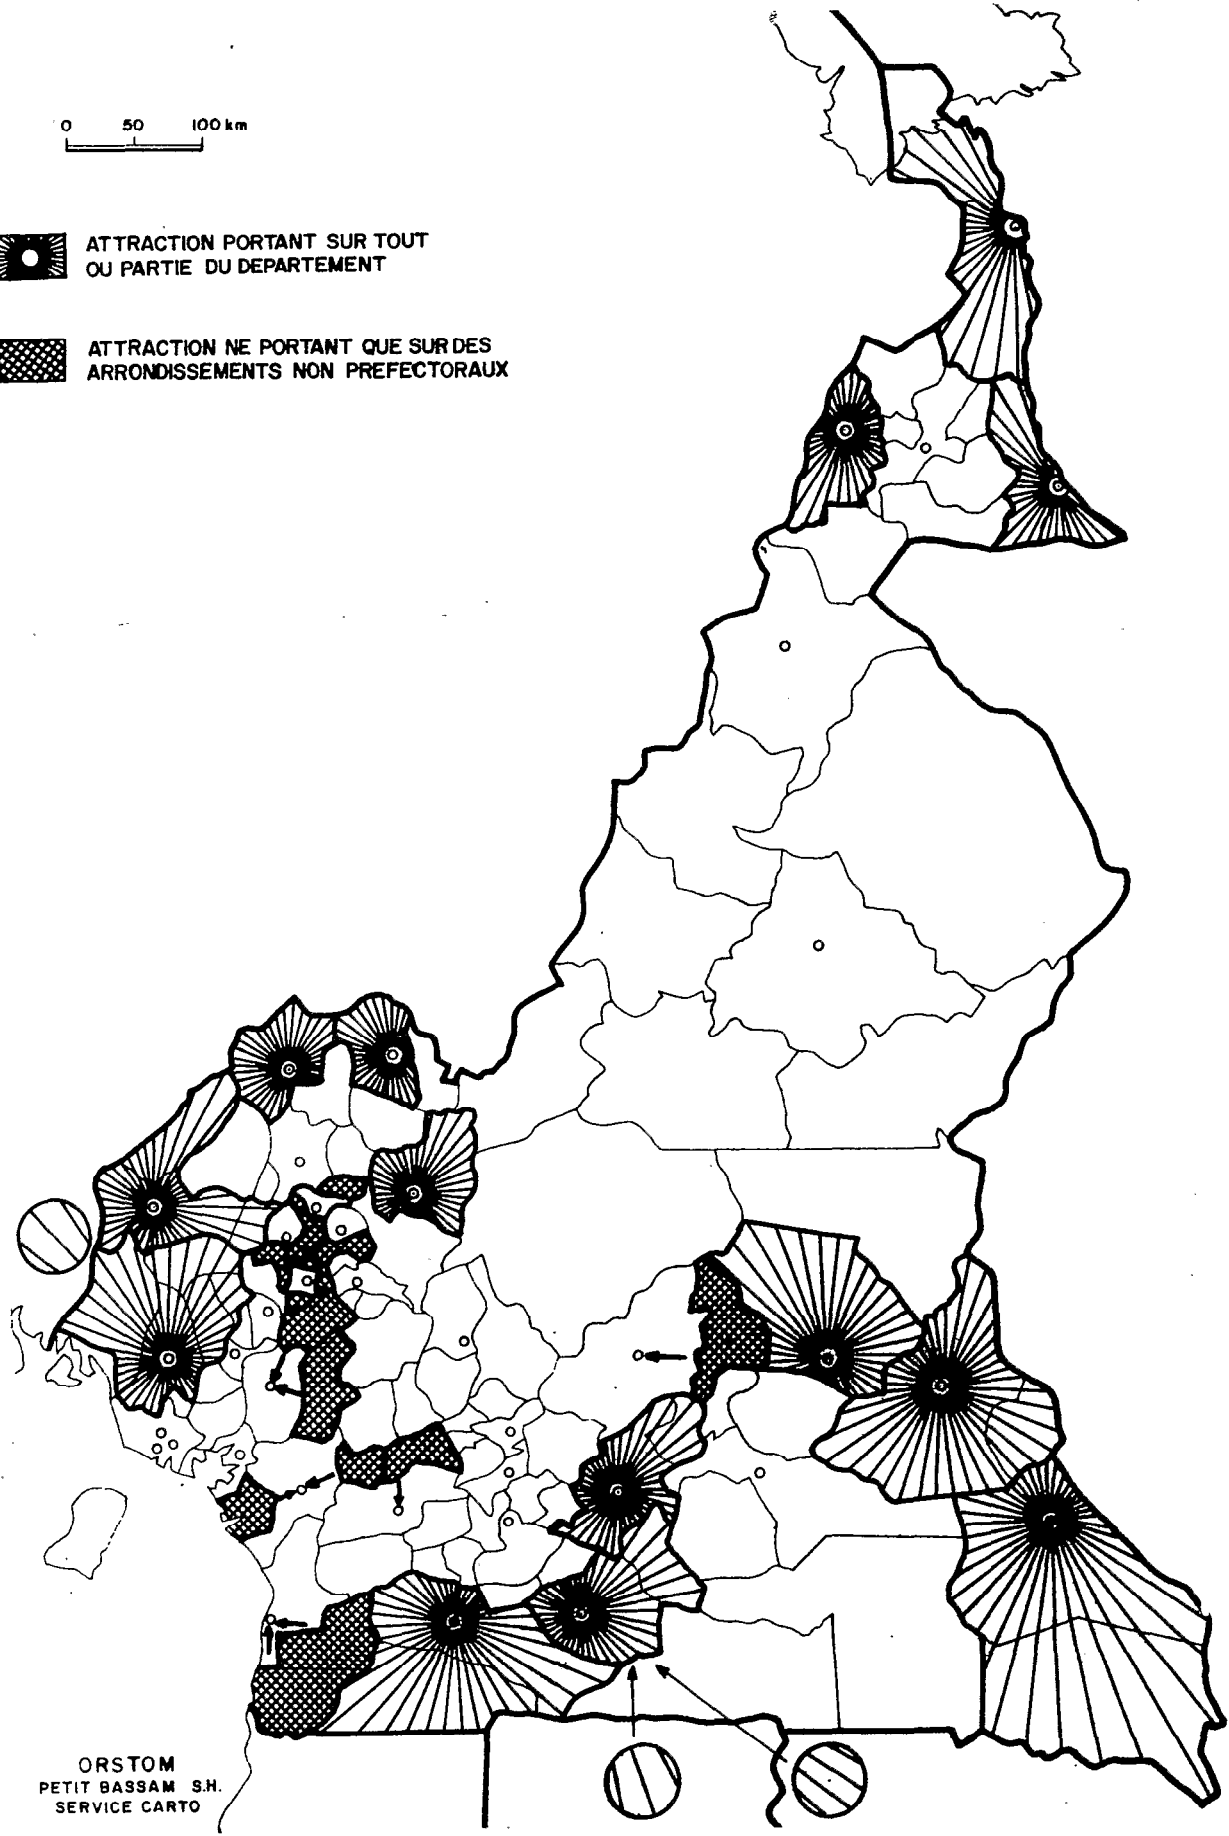 0 50 100 km
ATTRACTION PORTANT SUR TOUT
OU PARTIE DU DEPARTEMENT
ATTRACTION NE PORTANT QUE SUR DES
ARRONDISSEMENTS NON PREFECTORAUX
ORSTOM
PETIT BASSAM S.H.
SERVICE CARTO